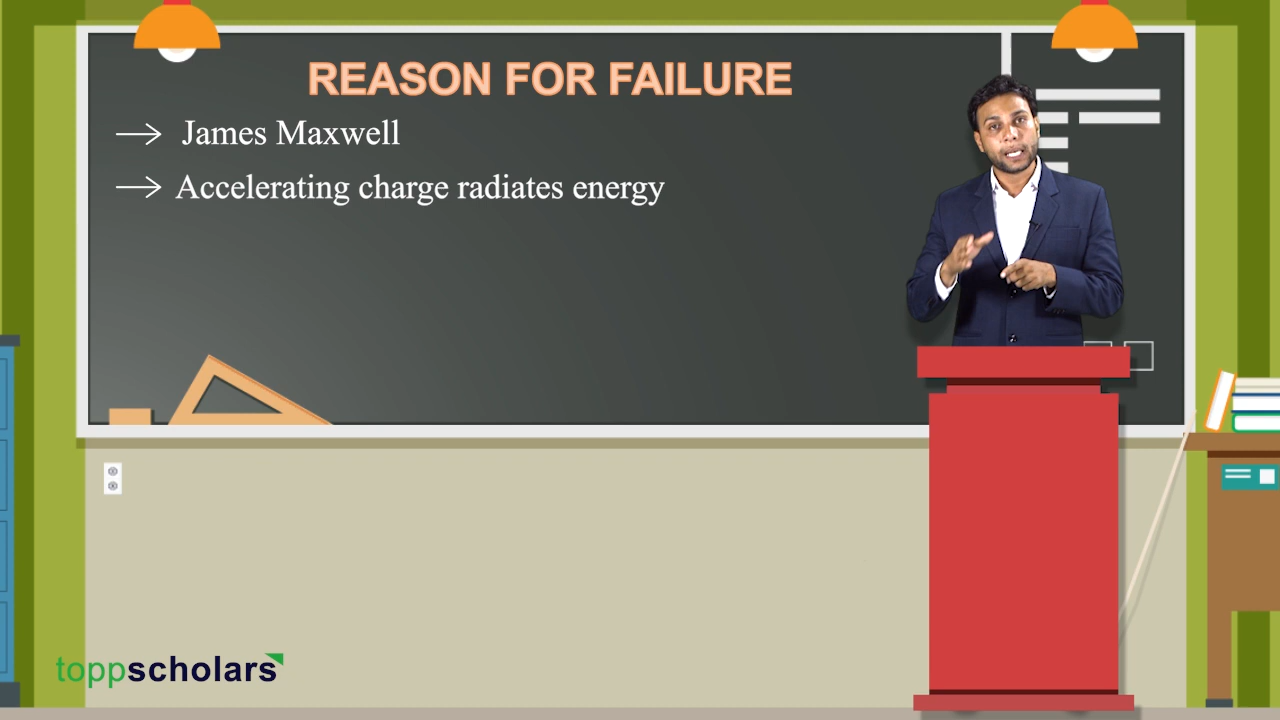 REASON FOR FAILURE
→ James Maxwell
→ Accelerating charge radiates energy
toppscholars